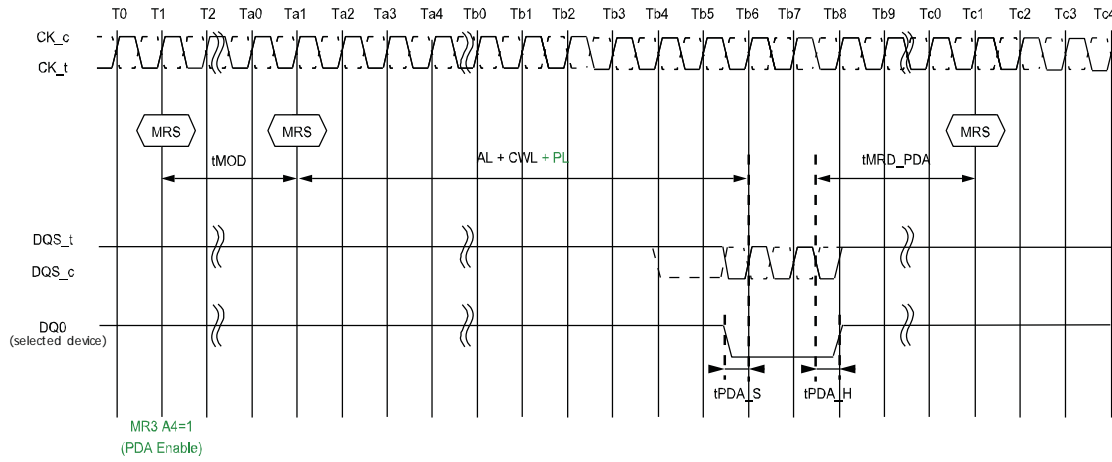 T0 T1 T2 Ta0 Ta1 Ta2 Ta3 Ta4 Tb0 Tb1 Tb2 Tb3 Tb4 Tb5 Tb6 Tb7 Tb8 Tb9 Tc0 Tc1 Tc2 Tc3 Tc4
CK_c
CK_t
MRS MRS MRS
tMOD AL + CWL + PL tMRD_PDA
DQS_t
DQS_c
DQ0
(selected device)
tPDA_S tPDA_H
MR3 A4=1
(PDA Enable)